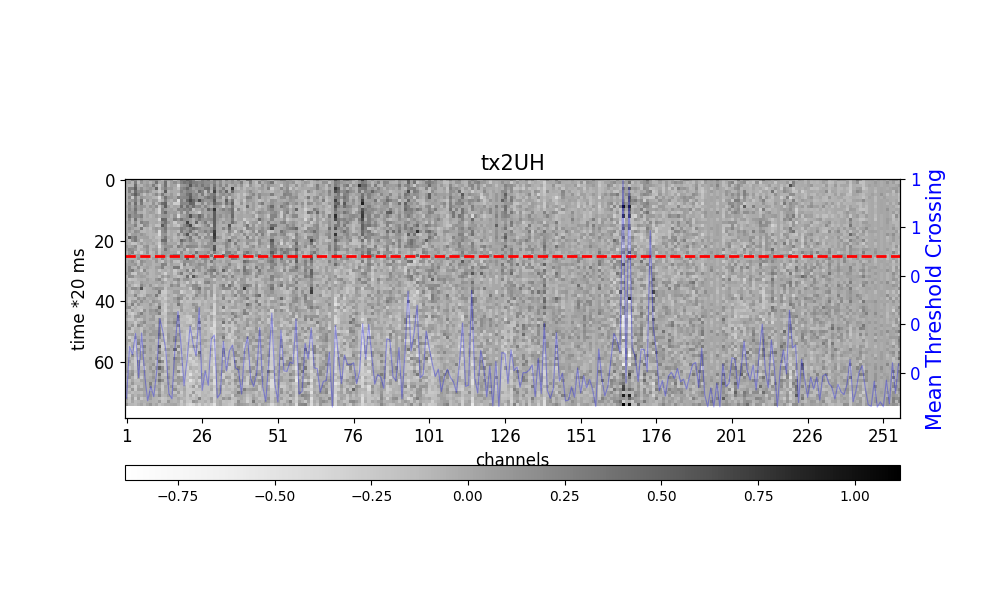 tx2UH
0
20
40
60
time *20 ms
1
1
0
0
0
Mean Threshold Crossing
1 26 51 76 101 126 151 176 201 226 251
channels
−0.75 −0.50 −0.25 0.00 0.25 0.50 0.75 1.00